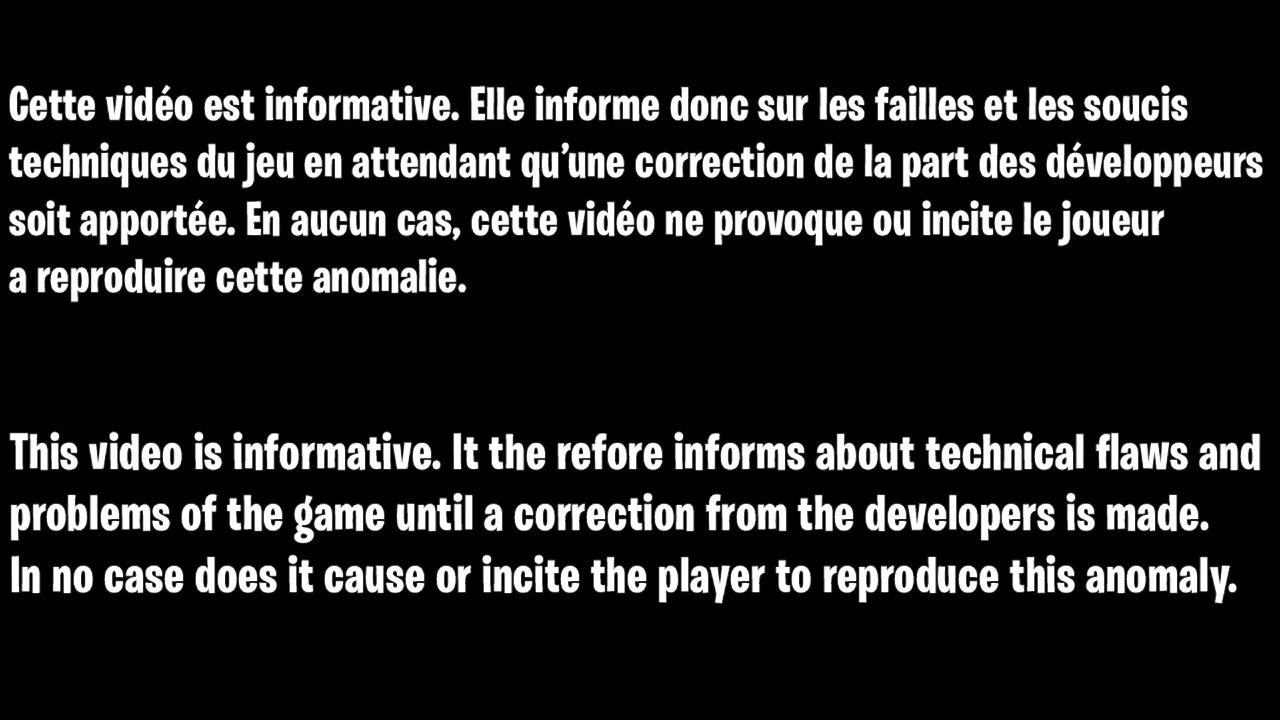 Cette vidéo est informative. Elle informe donc sur les failles et les soucis
techniques du jeu en attendant qu’une correction de la part des développeurs
soit apportée. En aucun cas, cette vidéo ne provoque ou incite le joueur
a reproduire cette anomalie.
This video is informative. It the refore informs about technical flaws and
problems of the game until a correction from the developers is made.
In no case does it cause or incite the player to reproduce this anomaly.